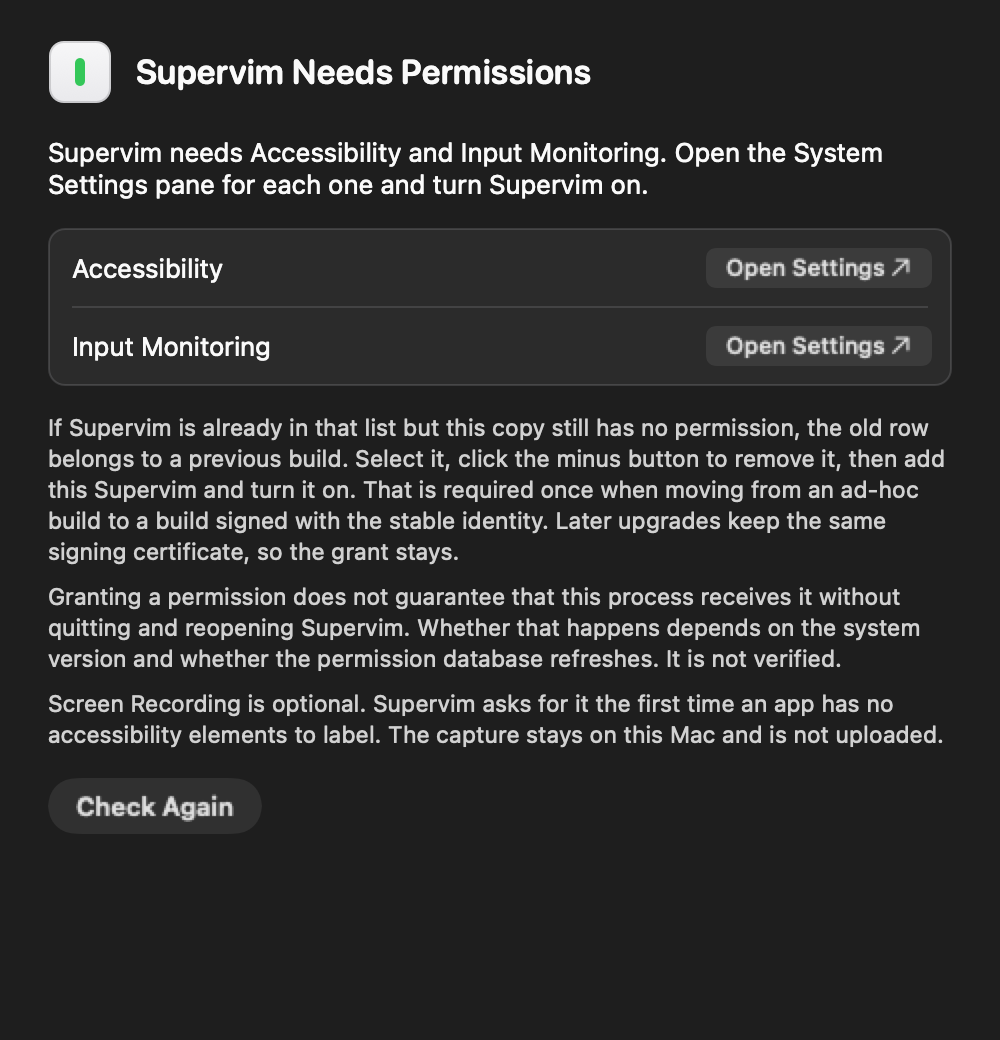 Supervim Needs Permissions
Supervim needs Accessibility and Input Monitoring. Open the System
Settings pane for each one and turn Supervim on.
Accessibility
Open Settings ↗
Input Monitoring
Open Settings ↗
If Supervim is already in that list but this copy still has no permission, the old row
belongs to a previous build. Select it, click the minus button to remove it, then add
this Supervim and turn it on. That is required once when moving from an ad-hoc
build to a build signed with the stable identity. Later upgrades keep the same
signing certificate, so the grant stays.
Granting a permission does not guarantee that this process receives it without
quitting and reopening Supervim. Whether that happens depends on the system
version and whether the permission database refreshes. It is not verified.
Screen Recording is optional. Supervim asks for it the first time an app has no
accessibility elements to label. The capture stays on this Mac and is not uploaded.
Check Again